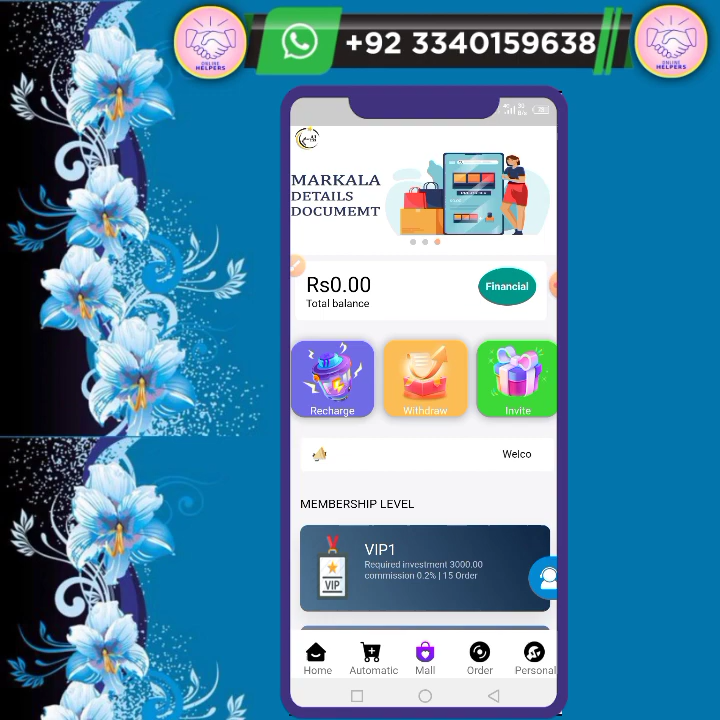 ONLINE
HELPERS
+92 3340159638
ONLINE
HELPERS
MARKALA
DETAILS
DOCUMEMT
Rs0.00
Total balance
Financial
Recharge
Withdraw
Invite
Welco
MEMBERSHIP LEVEL
VIP1
Required investment 3000.00
commission 0.2% | 15 Order
VIP
Home
Automatic
Mall
Order
Personal